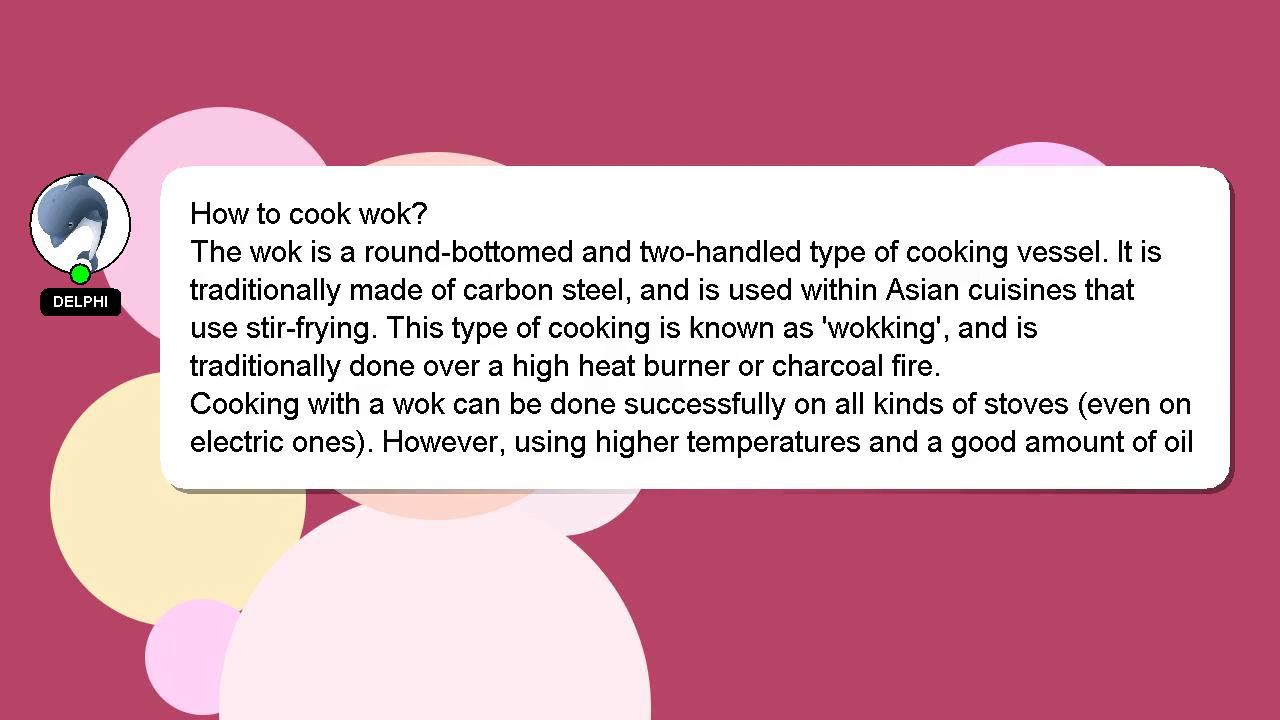 How to cook wok?
The wok is a round-bottomed and two-handled type of cooking vessel. It is
traditionally made of carbon steel, and is used within Asian cuisines that
use stir-frying. This type of cooking is known as 'wokking', and is
traditionally done over a high heat burner or charcoal fire.
Cooking with a wok can be done successfully on all kinds of stoves (even on
electric ones). However, using higher temperatures and a good amount of oil
DELPHI